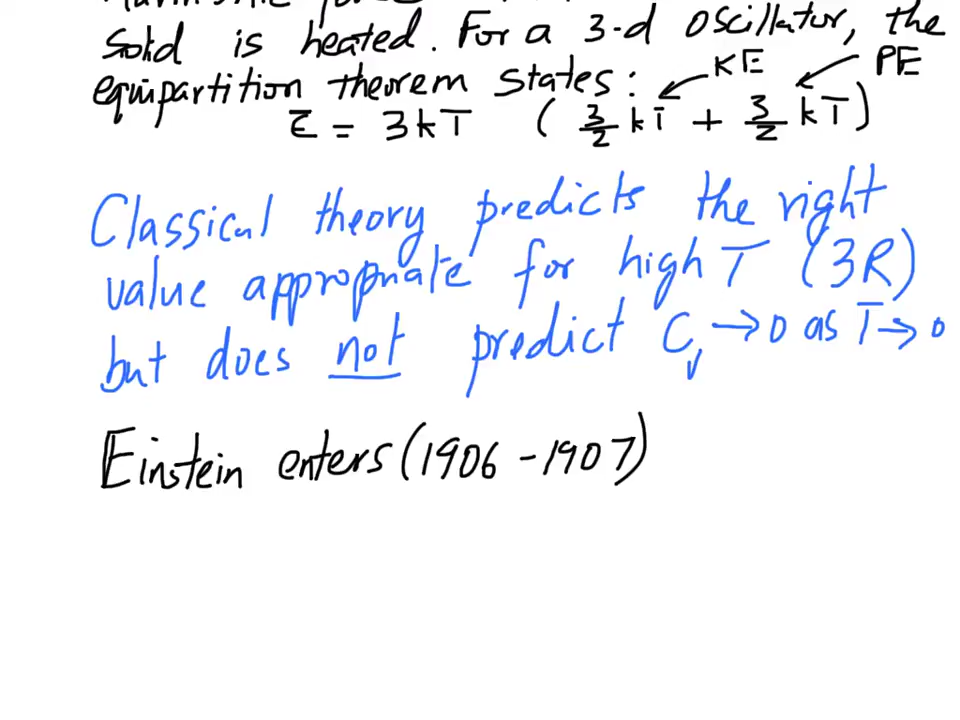 solid is heated. For a 3-d oscillator, the
equipartition theorem states: KE PE
E = 3kT ( 3/2 kT + 3/2 kT )
Classical theory predicts the right
value appropriate for high T (3R)
but does not predict Cv → 0 as T → 0
Einstein enters (1906 - 1907)